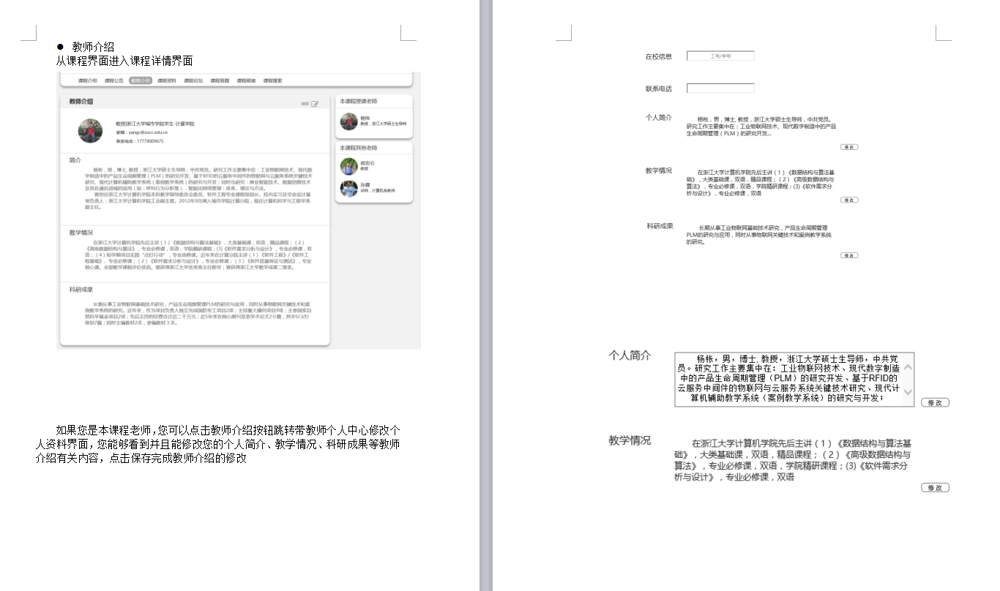 ● 教师介绍
从课程界面进入课程详情界面
课程介绍 课程公告 教师介绍 课程资料 课程论坛 课程答疑 课程链接 课程搜索
教师介绍
编辑
教授|浙江大学城市学院学生-计算学院
邮箱：yangc@zucc.edu.cn
联系电话：17774009675
简介
杨枨，男，博士, 教授，浙江大学硕士生导师，中共党员。研究工作主要集中在：工业物联网技术、现代数
字制造中的产品生命周期管理（PLM）的研究开发、基于RFID的云服务中间件的物联网与云服务系统关键技术
研究、现代计算机辅助教学系统（案例教学系统）的研究与开发；同时也研究：商业智能技术、数据挖掘技术
及其在通讯领域的应用（如：呼叫行为分析等），智能化网络管理：体系、理论与方法。
曾担任浙江大学计算机学院本科教学指导委员会委员、软件工程专业课程组组长、校内实习及学业设计基
地负责人；浙江大学计算机学院工业副主席。2012年9月调入城市学院计算分院，现任计算机科学与工程学系
副主任。
教学情况
在浙江大学计算机学院先后主讲（1）《数据结构与算法基础》，大类基础课，双语，精品课程；（2）
《高级数据结构与算法》，专业必修课，双语，学院精研课程；(3)《软件需求分析与设计》，专业必修课，双
语；（4）短学期项目实践“点灯行动”，专业必修课。近年来在计算分院主讲（1）《软件工程》/《软件工
程基础》、专业必修课；（2）《软件需求分析与设计》，专业必修课；（3）《软件质量保证与测试》，专业
核心课。全部教学课程评价优良。曾获得浙江大学优秀班主任称号；曾获得浙江大学教学成果二等奖。
科研成果
长期从事工业物联网基础技术研究，产品生命周期管理PLM的研究与应用，同时从事物联网关键技术和案
例教学系统的研究。近年来，作为项目负责人独立完成国防军工项目2项；主持重大横向项目9项；主参国家自
然科学基金项目2项；先后主持的经费合计近二千万元；近5年来在核心期刊发表学术论文20篇，其中SCI/EI
级别7篇；同时主编教材2本，参编教材３本。
本课程授课老师
杨枨
教授，浙江大学硕士导师
本课程其他老师
侯宏仑
教授
孙霖
讲师，计算机系教师
如果您是本课程老师,您可以点击教师介绍按钮跳转带教师个人中心修改个
人资料界面,您能够看到并且能修改您的个人简介、教学情况、科研成果等教师
介绍有关内容，点击保存完成教师介绍的修改
在校信息 工号/学号
联系电话
个人简介
杨枨，男，博士, 教授，浙江大学硕士生导师，中共党员。
研究工作主要集中在：工业物联网技术、现代数字制造中的产品
生命周期管理（PLM）的研究开发...
修 改
教学情况
在浙江大学计算机学院先后主讲（1）《数据结构与算法基
础》，大类基础课，双语，精品课程；（2）《高级数据结构与
算法》，专业必修课，双语，学院精研课程；(3)《软件需求分
析与设计》，专业必修课，双语
修 改
科研成果
长期从事工业物联网基础技术研究，产品生命周期管理
PLM的研究与应用，同时从事物联网关键技术和案例教学系统
的研究。
修 改
个人简介
杨枨，男，博士, 教授，浙江大学硕士生导师，中共党
员。研究工作主要集中在：工业物联网技术、现代数字制造
中的产品生命周期管理（PLM）的研究开发、基于RFID的
云服务中间件的物联网与云服务系统关键技术研究、现代计
算机辅助教学系统（案例教学系统）的研究与开发；
修 改
教学情况
在浙江大学计算机学院先后主讲（1）《数据结构与算法基
础》，大类基础课，双语，精品课程；（2）《高级数据结构与
算法》，专业必修课，双语，学院精研课程；(3)《软件需求分
析与设计》，专业必修课，双语
修 改